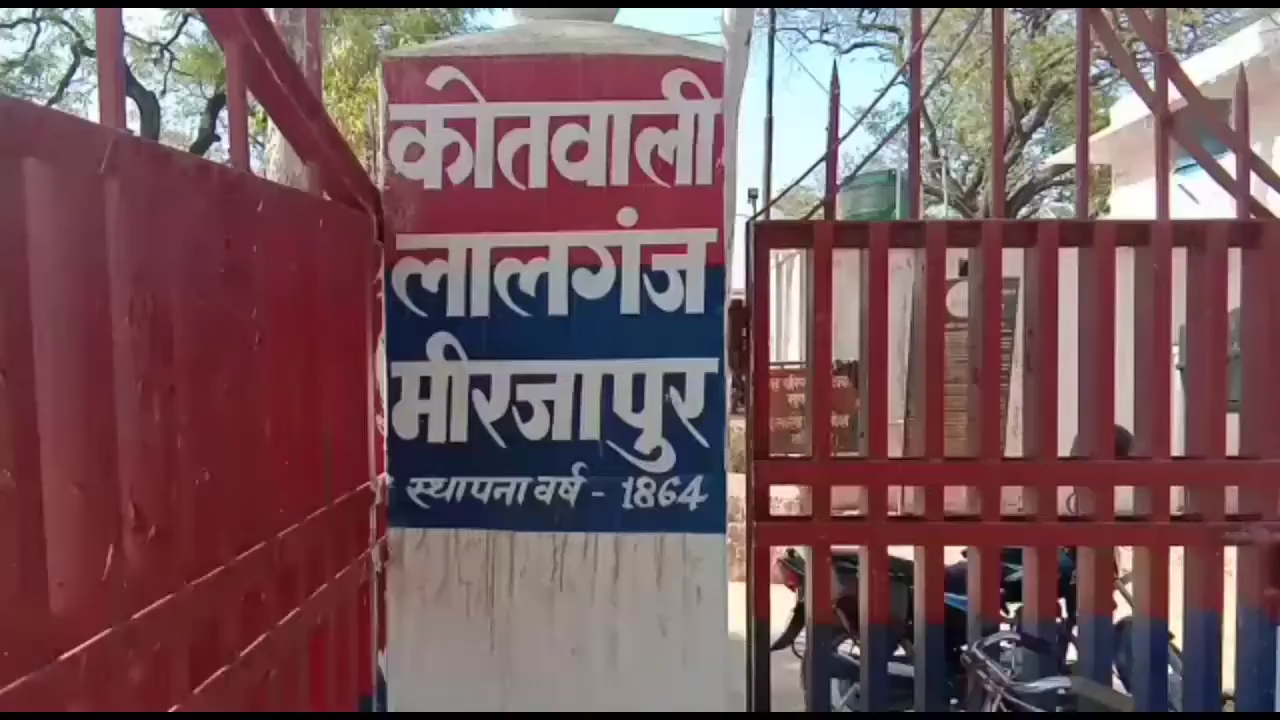 कोतवाली
लालगंज
मीरजापुर
स्थापना वर्ष - 1864